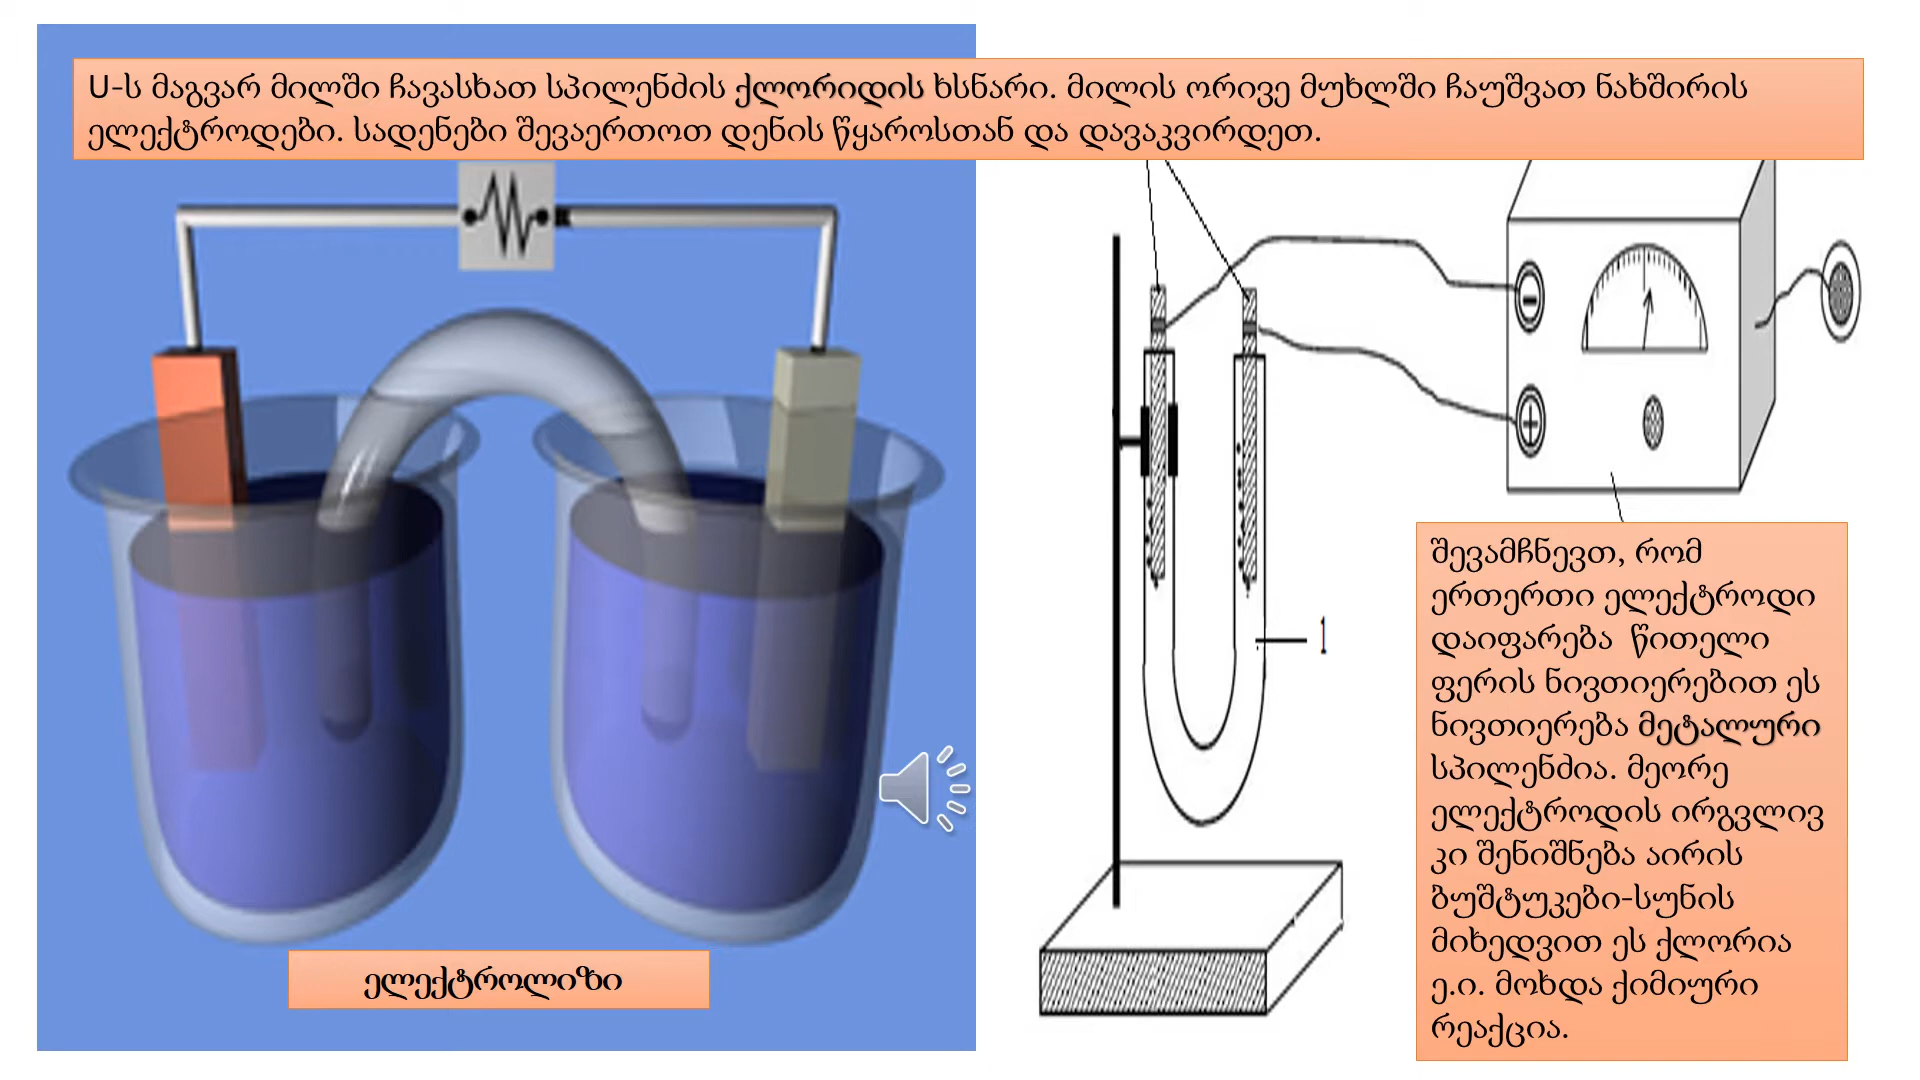 U-ს მაგვარ მილში ჩავასხათ სპილენძის ქლორიდის ხსნარი. მილის ორივე მუხლში ჩაუშვათ ნახშირის
ელექტროდები. სადენები შევაერთოთ დენის წყაროსთან და დავაკვირდეთ.
−
+
1
შევამჩნევთ, რომ
ერთერთი ელექტროდი
დაიფარება წითელი
ფერის ნივთიერებით ეს
ნივთიერება მეტალური
სპილენძია. მეორე
ელექტროდის ირგვლივ
კი შენიშნება აირის
ბუშტუკები-სუნის
მიხედვით ეს ქლორია
ე.ი. მოხდა ქიმიური
რეაქცია.
ელექტროლიზი